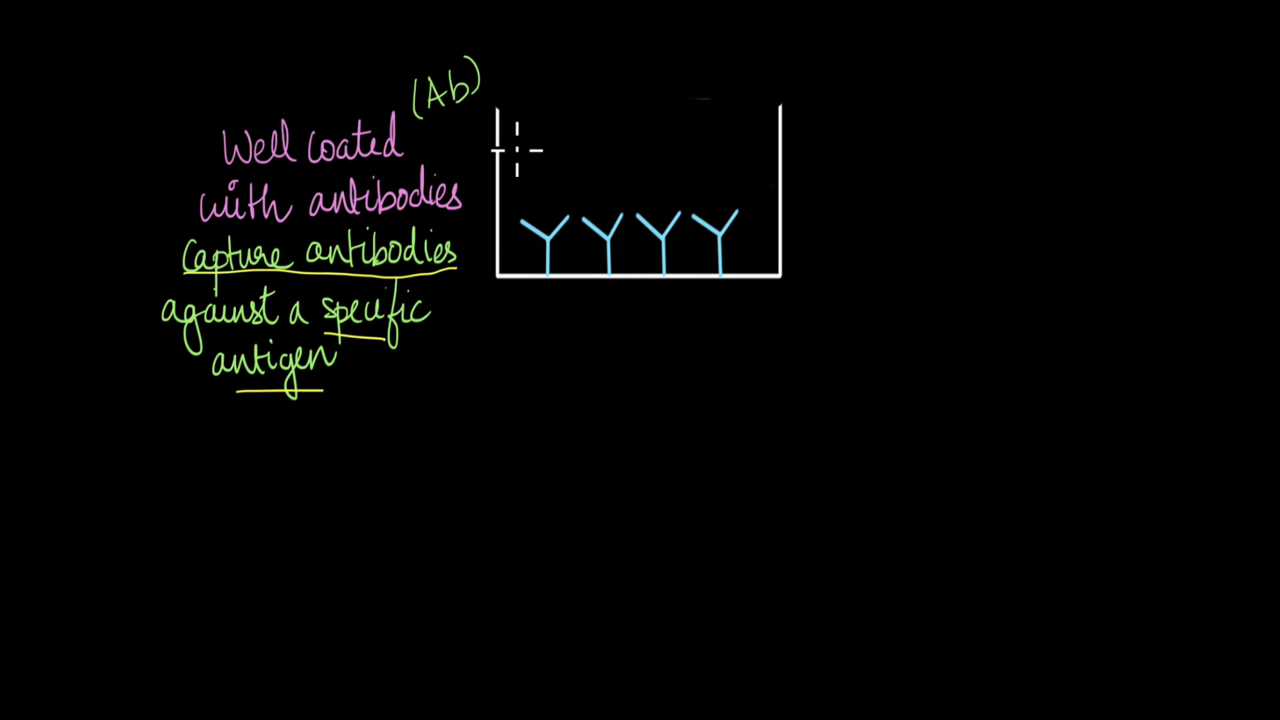 (Ab)
Well coated
with antibodies
Capture antibodies
against a specific
antigen